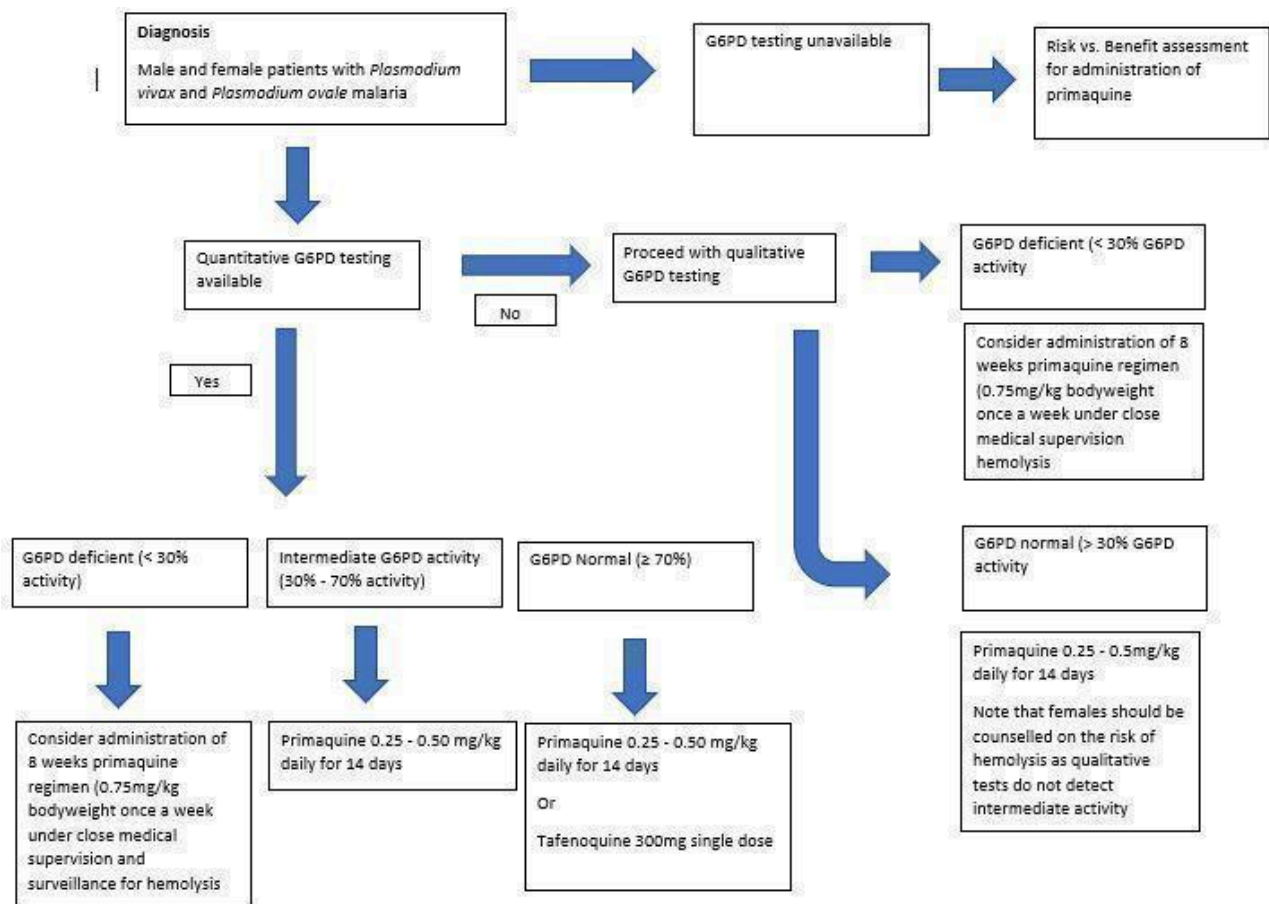 Diagnosis
Male and female patients with Plasmodium
vivax and Plasmodium ovale malaria
G6PD testing unavailable
Risk vs. Benefit assessment
for administration of
primaquine
Quantitative G6PD testing
available
No
Proceed with qualitative
G6PD testing
G6PD deficient (< 30% G6PD
activity
Consider administration of 8
weeks primaquine regimen
(0.75mg/kg bodyweight
once a week under close
medical supervision
hemolysis
Yes
G6PD deficient (< 30%
activity)
Intermediate G6PD activity
(30% - 70% activity)
G6PD Normal (≥ 70%)
G6PD normal (> 30% G6PD
activity
Primaquine 0.25 - 0.5mg/kg
daily for 14 days
Note that females should be
counselled on the risk of
hemolysis as qualitative
tests do not detect
intermediate activity
Consider administration of
8 weeks primaquine
regimen (0.75mg/kg
bodyweight once a week
under close medical
supervision and
surveillance for hemolysis
Primaquine 0.25 - 0.50 mg/kg
daily for 14 days
Primaquine 0.25 - 0.50 mg/kg
daily for 14 days
Or
Tafenoquine 300mg single dose